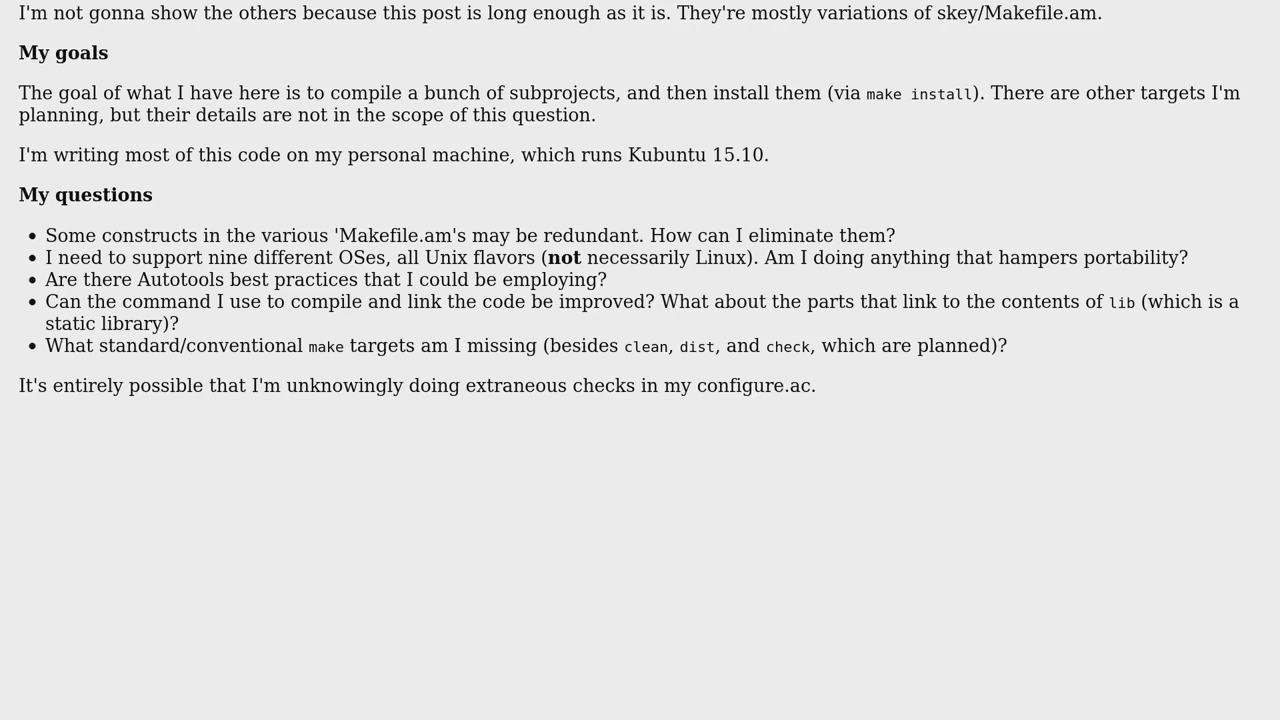 I'm not gonna show the others because this post is long enough as it is. They're mostly variations of skey/Makefile.am.
My goals
The goal of what I have here is to compile a bunch of subprojects, and then install them (via make install). There are other targets I'm
planning, but their details are not in the scope of this question.
I'm writing most of this code on my personal machine, which runs Kubuntu 15.10.
My questions
• Some constructs in the various 'Makefile.am's may be redundant. How can I eliminate them?
• I need to support nine different OSes, all Unix flavors (not necessarily Linux). Am I doing anything that hampers portability?
• Are there Autotools best practices that I could be employing?
• Can the command I use to compile and link the code be improved? What about the parts that link to the contents of lib (which is a
static library)?
• What standard/conventional make targets am I missing (besides clean, dist, and check, which are planned)?
It's entirely possible that I'm unknowingly doing extraneous checks in my configure.ac.